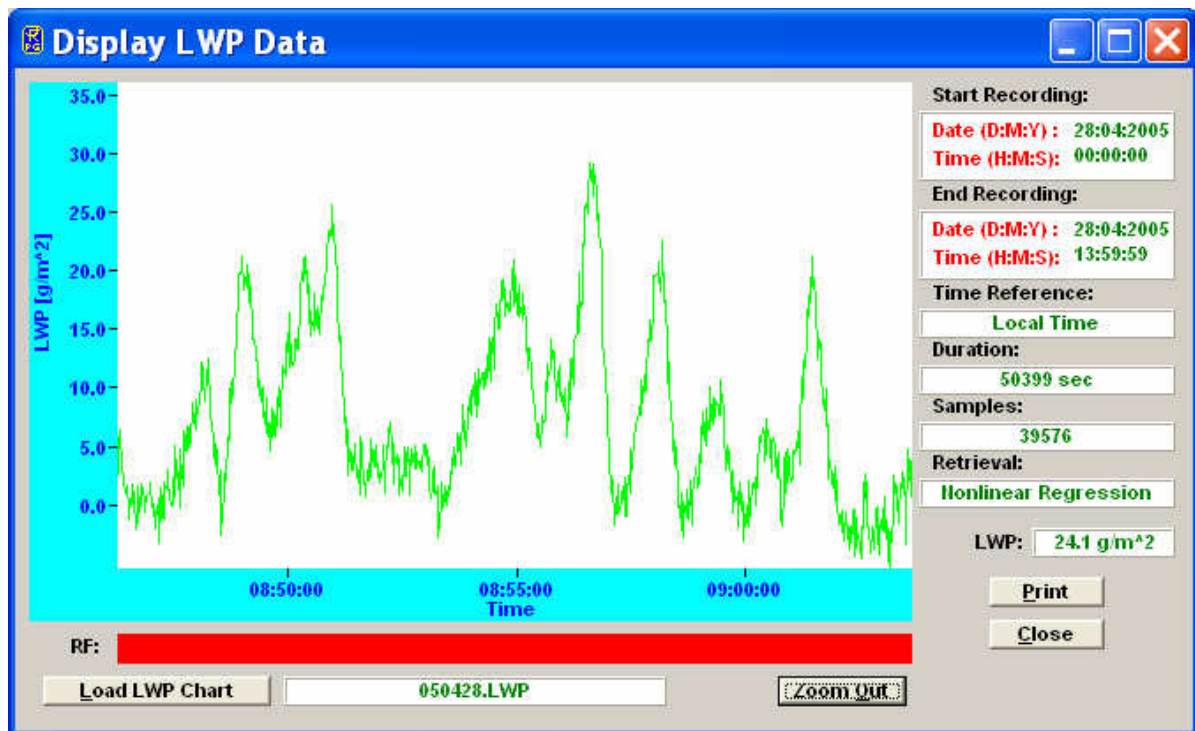 Display LWP Data
35.0
30.0
25.0
20.0
15.0
10.0
5.0
0.0
LWP [g/m^2]
08:50:00
08:55:00
09:00:00
Time
RF:
Load LWP Chart
050428.LWP
Zoom Out
Start Recording:
Date (D:M:Y) : 28:04:2005
Time (H:M:S): 00:00:00
End Recording:
Date (D:M:Y) : 28:04:2005
Time (H:M:S): 13:59:59
Time Reference:
Local Time
Duration:
50399 sec
Samples:
39576
Retrieval:
Nonlinear Regression
LWP: 24.1 g/m^2
Print
Close